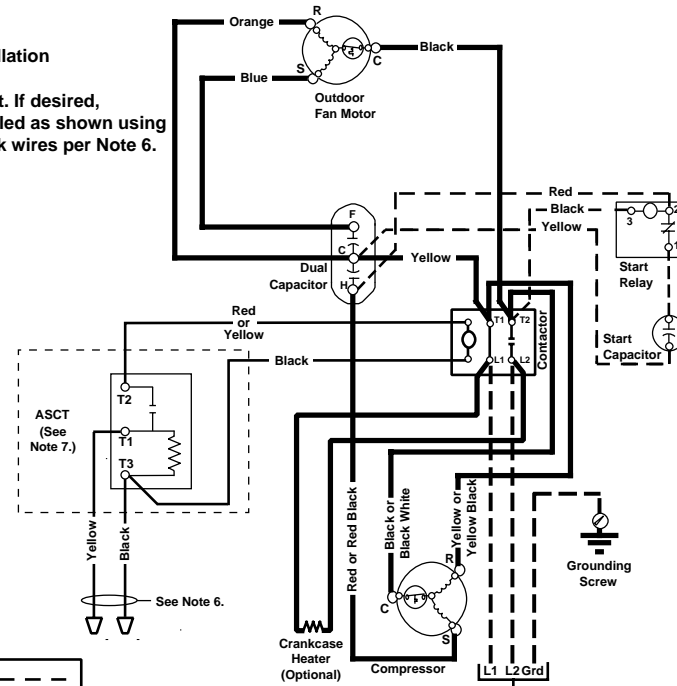 llation
t. If desired,
led as shown using
k wires per Note 6.
Orange
R
Black
C
Blue
S
Outdoor
Fan Motor
F
C
Dual
Capacitor
H
Yellow
Red
Black
Yellow
2
3
1
Start
Relay
Start
Capacitor
Red
or
Yellow
Black
T1 T2
L1 L2
Contactor
ASCT
(See
Note 7.)
T2
T1
T3
Yellow
Black
See Note 6.
Red or Red Black
Black or
Black White
Yellow or
Yellow Black
R
C
S
Grounding
Screw
Crankcase
Heater
(Optional)
Compressor
L1 L2 Grd